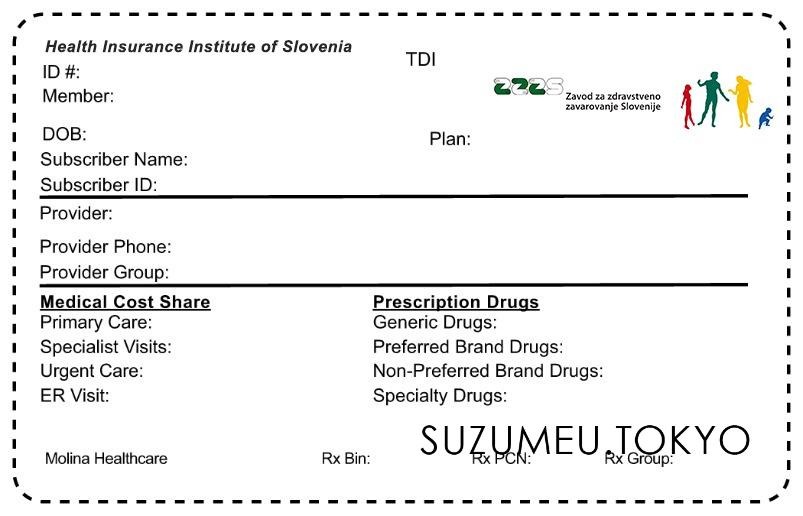 Health Insurance Institute of Slovenia
TDI
ID #:
Member:
zzzs
Zavod za zdravstveno
zavarovanje Slovenije
DOB:
Plan:
Subscriber Name:
Subscriber ID:
Provider:
Provider Phone:
Provider Group:
Medical Cost Share
Primary Care:
Specialist Visits:
Urgent Care:
ER Visit:
Prescription Drugs
Generic Drugs:
Preferred Brand Drugs:
Non-Preferred Brand Drugs:
Specialty Drugs:
SUZUMEU.TOKYO
Molina Healthcare
Rx Bin:
Rx PCN:
Rx Group: